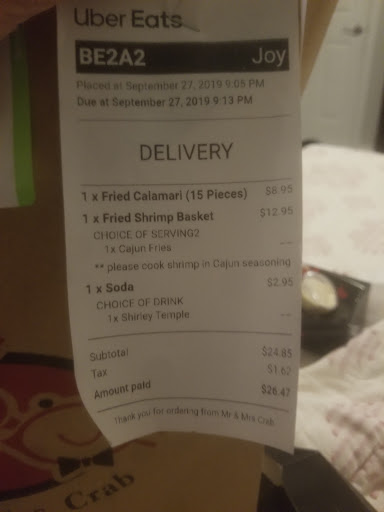 Uber Eats
BE2A2 Joy
Placed at September 27, 2019 9:05 PM
Due at September 27, 2019 9:13 PM
DELIVERY
1 x Fried Calamari (15 Pieces) $8.95
1 x Fried Shrimp Basket $12.95
CHOICE OF SERVING2
1x Cajun Fries --
** please cook shrimp in Cajun seasoning
1 x Soda $2.95
CHOICE OF DRINK
1x Shirley Temple --
Subtotal $24.85
Tax $1.62
Amount paid $26.47
Thank you for ordering from Mr & Mrs Crab
Crab